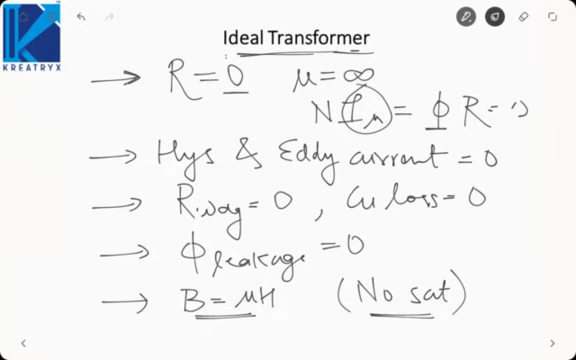 Ideal Transformer
KREATRYX
→ R = 0 μ = ∞
N Iμ = ϕ R = 0
→ Hys & Eddy current = 0
→ R.wdg = 0 , Cu loss = 0
→ ϕ leakage = 0
→ B = μH (No sat)